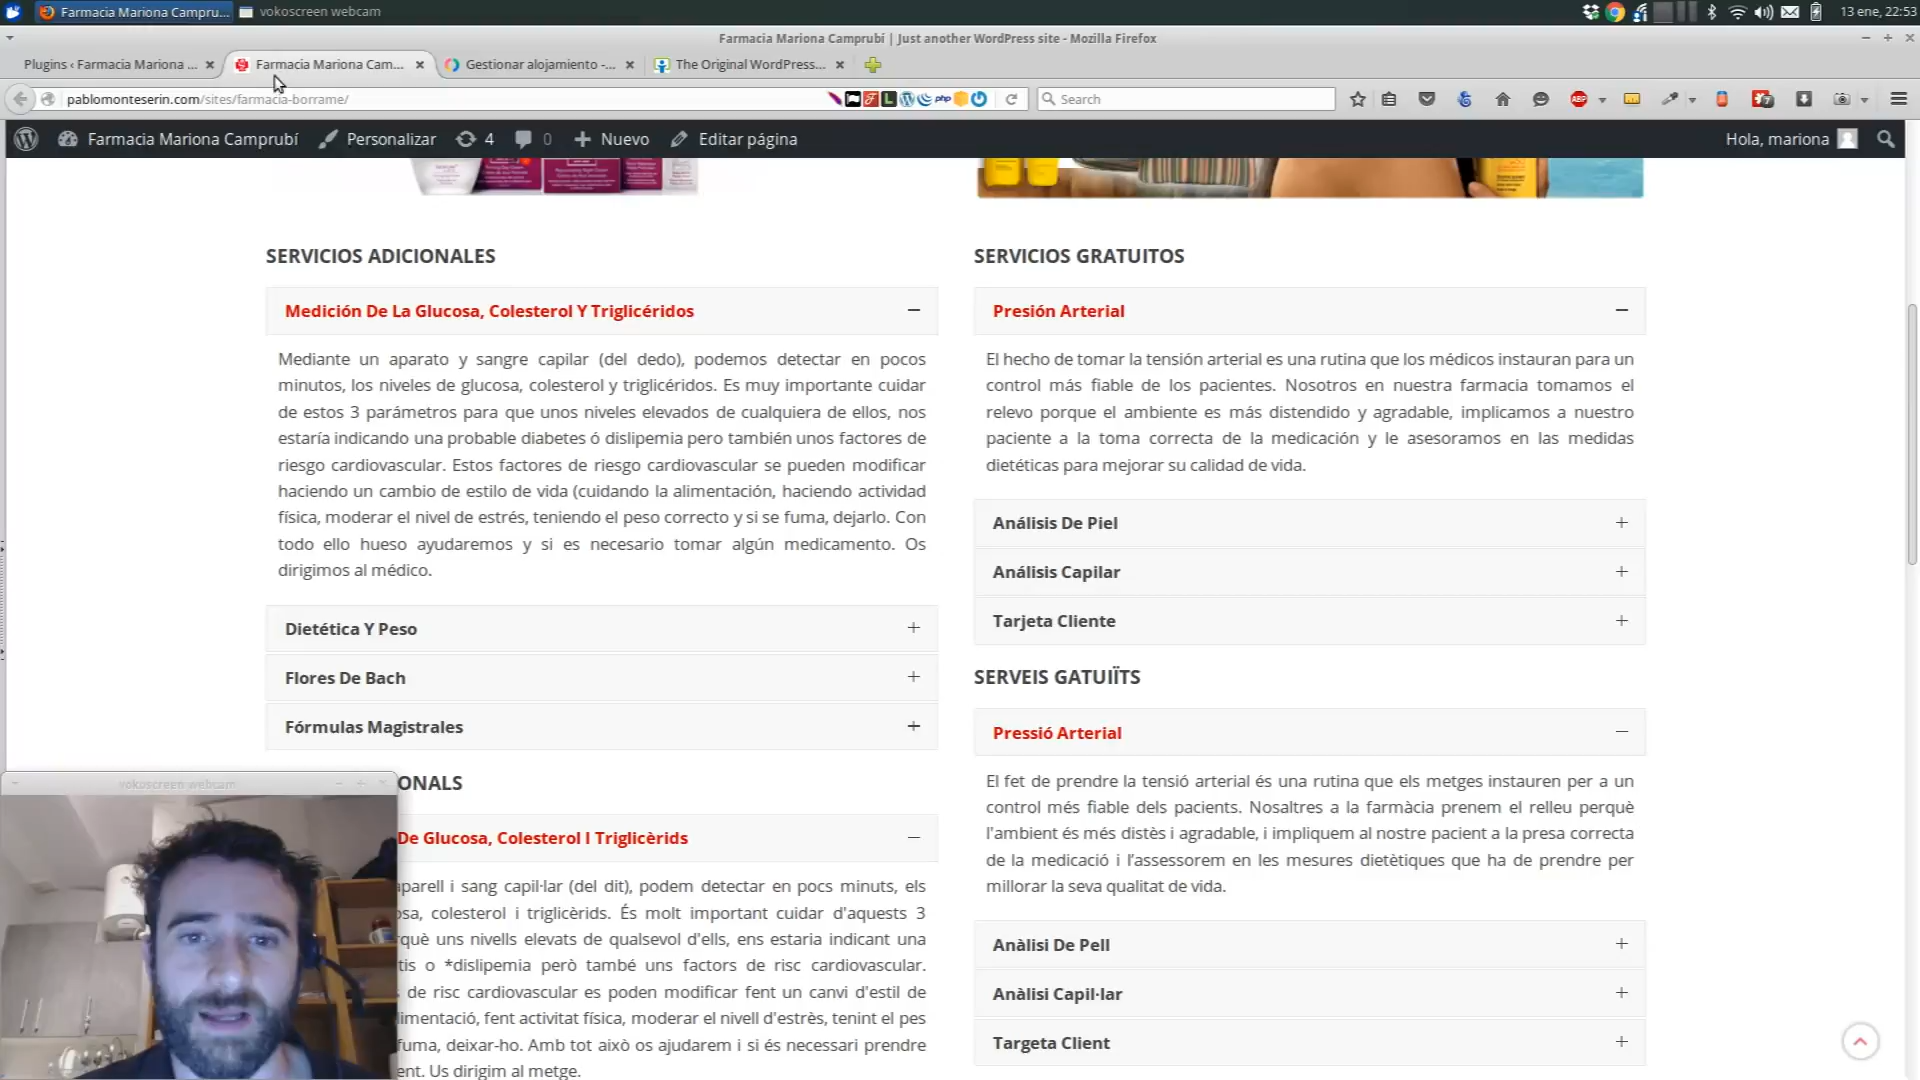 Farmacia Mariona Campru...
vokoscreen webcam
13 ene, 22:53
Farmacia Mariona Camprubí | Just another WordPress site - Mozilla Firefox
Plugins ‹ Farmacia Mariona ...
Farmacia Mariona Cam...
Gestionar alojamiento -...
The Original WordPress...
pablomonteserin.com/sites/farmacia-borrame/
php
Search
ABP
7
Farmacia Mariona Camprubí
Personalizar
4
0
Nuevo
Editar página
Hola, mariona
SERVICIOS ADICIONALES
Medición De La Glucosa, Colesterol Y Triglicéridos
Mediante un aparato y sangre capilar (del dedo), podemos detectar en pocos
minutos, los niveles de glucosa, colesterol y triglicéridos. Es muy importante cuidar
de estos 3 parámetros para que unos niveles elevados de cualquiera de ellos, nos
estaría indicando una probable diabetes ó dislipemia pero también unos factores de
riesgo cardiovascular. Estos factores de riesgo cardiovascular se pueden modificar
haciendo un cambio de estilo de vida (cuidando la alimentación, haciendo actividad
física, moderar el nivel de estrés, teniendo el peso correcto y si se fuma, dejarlo. Con
todo ello hueso ayudaremos y si es necesario tomar algún medicamento. Os
dirigimos al médico.
Dietética Y Peso
Flores De Bach
Fórmulas Magistrales
ONALS
De Glucosa, Colesterol I Triglicèrids
aparell i sang capil·lar (del dit), podem detectar en pocs minuts, els
osa, colesterol i triglicèrids. És molt important cuidar d'aquests 3
rquè uns nivells elevats de qualsevol d'ells, ens estaria indicant una
tis o *dislipemia però també uns factors de risc cardiovascular.
s de risc cardiovascular es poden modificar fent un canvi d'estil de
limentació, fent activitat física, moderar el nivell d'estrès, tenint el pes
fuma, deixar-ho. Amb tot això os ajudarem i si és necessari prendre
ent. Us dirigim al metge.
SERVICIOS GRATUITOS
Presión Arterial
El hecho de tomar la tensión arterial es una rutina que los médicos instauran para un
control más fiable de los pacientes. Nosotros en nuestra farmacia tomamos el
relevo porque el ambiente es más distendido y agradable, implicamos a nuestro
paciente a la toma correcta de la medicación y le asesoramos en las medidas
dietéticas para mejorar su calidad de vida.
Análisis De Piel
Análisis Capilar
Tarjeta Cliente
SERVEIS GATUIÏTS
Pressió Arterial
El fet de prendre la tensió arterial és una rutina que els metges instauren per a un
control més fiable dels pacients. Nosaltres a la farmàcia prenem el relleu perquè
l'ambient és més distès i agradable, i impliquem al nostre pacient a la presa correcta
de la medicació i l'assessorem en les mesures dietètiques que ha de prendre per
millorar la seva qualitat de vida.
Anàlisi De Pell
Anàlisi Capil·lar
Targeta Client
vokoscreen webcam